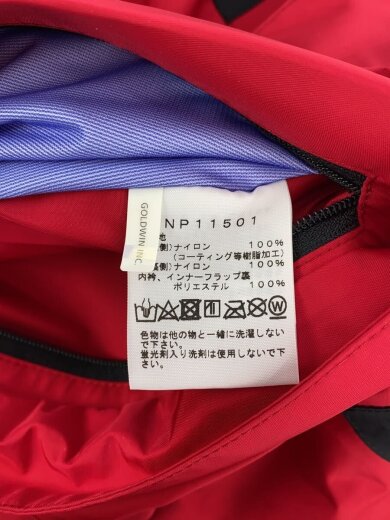 GOLDWIN INC
NP11501
地
側)ナイロン 100%
(コーティング等樹脂加工)
側)ナイロン 100%
内衿、インナーフラップ裏
ポリエステル 100%
W
色物は他の物と一緒に洗濯しない
で下さい。
蛍光剤入り洗剤は使用しないで下
さい。